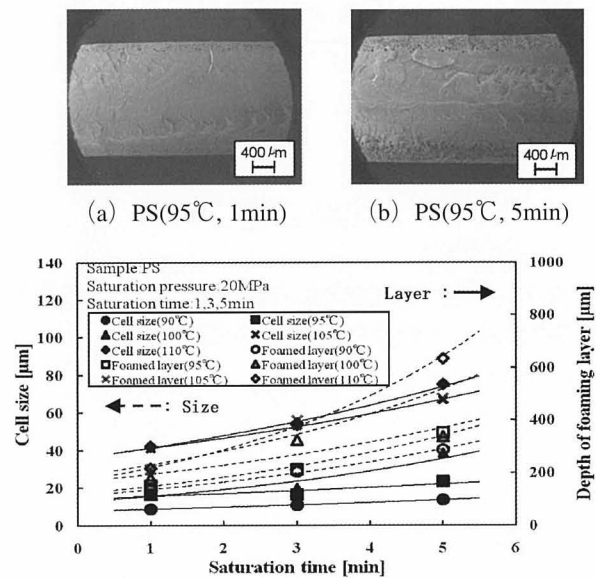 400 µm
400 µm
(a) PS(95℃, 1min)
(b) PS(95℃, 5min)
Sample:PS
Saturation pressure:20MPa
Saturation time:1,3,5min
Layer:
Cell size(90℃)
Cell size(95℃)
Cell size(100℃)
Cell size(105℃)
Cell size(110℃)
Foamed layer(90℃)
Foamed layer(95℃)
Foamed layer(100℃)
Foamed layer(105℃)
Foamed layer(110℃)
Size
Cell size [µm]
140
120
100
80
60
40
20
0
1000
800
600
400
200
0
Depth of foaming layer [µm]
0
1
2
3
4
5
6
Saturation time [min]